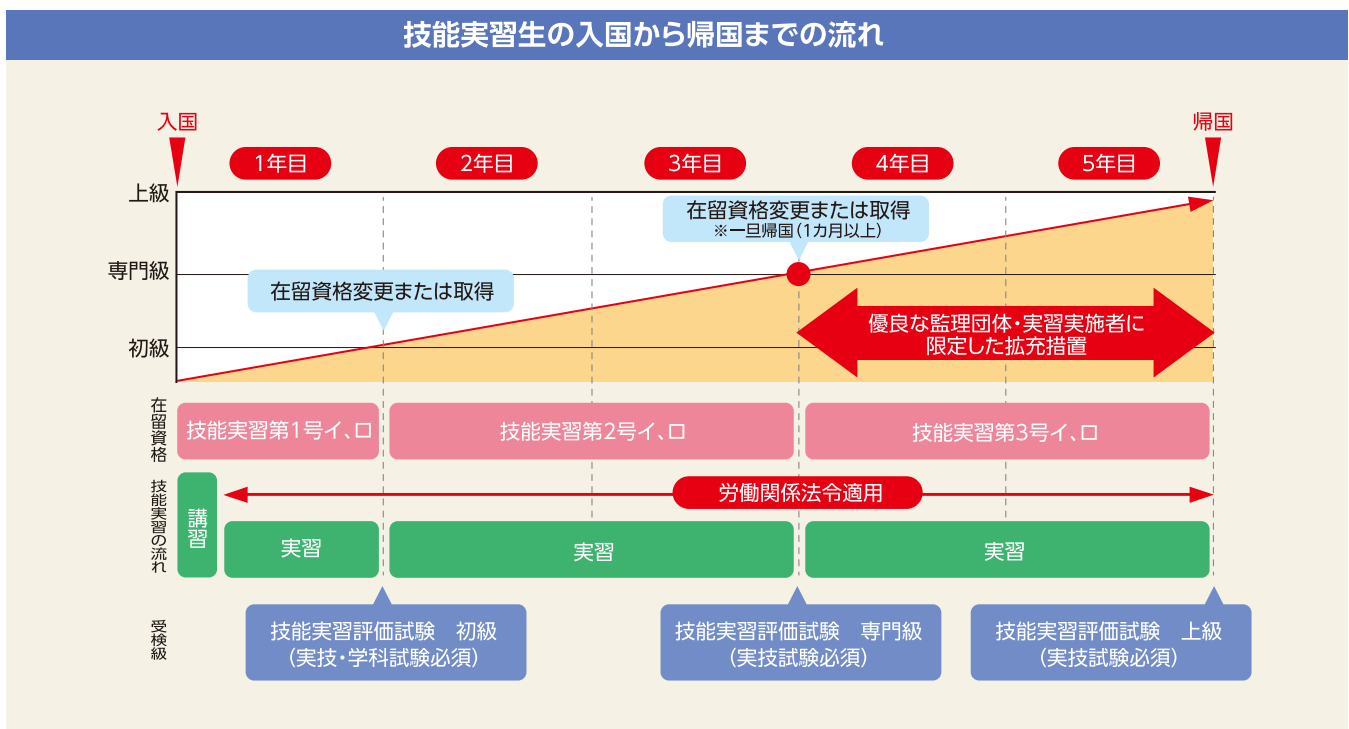 技能実習生の入国から帰国までの流れ
入国
帰国
1年目
2年目
3年目
4年目
5年目
上級
在留資格変更または取得
※一旦帰国(1カ月以上)
専門級
在留資格変更または取得
優良な監理団体・実習実施者に
限定した拡充措置
初級
在留資格
技能実習第1号イ、ロ
技能実習第2号イ、ロ
技能実習第3号イ、ロ
技能実習の流れ
講習
労働関係法令適用
実習
実習
実習
受検級
技能実習評価試験　初級
(実技・学科試験必須)
技能実習評価試験　専門級
(実技試験必須)
技能実習評価試験　上級
(実技試験必須)